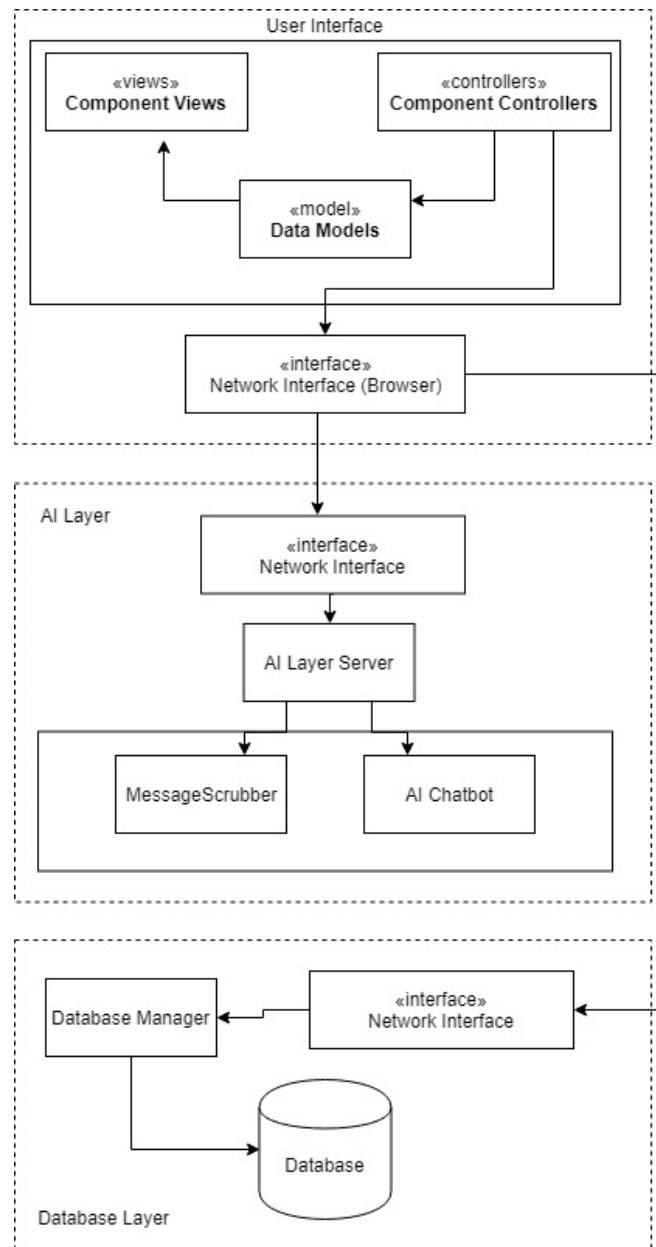 User Interface
«views»
Component Views
«controllers»
Component Controllers
«model»
Data Models
«interface»
Network Interface (Browser)
AI Layer
«interface»
Network Interface
AI Layer Server
MessageScrubber
AI Chatbot
Database Manager
«interface»
Network Interface
Database
Database Layer